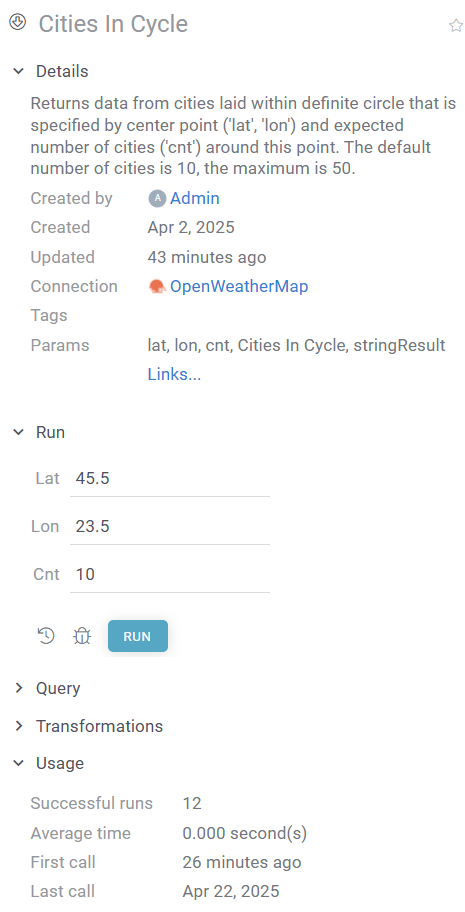 Cities In Cycle
Details
Returns data from cities laid within definite circle that is
specified by center point ('lat', 'lon') and expected
number of cities ('cnt') around this point. The default
number of cities is 10, the maximum is 50.
Created by A Admin
Created Apr 2, 2025
Updated 43 minutes ago
Connection OpenWeatherMap
Tags
Params lat, lon, cnt, Cities In Cycle, stringResult
Links...
Run
Lat 45.5
Lon 23.5
Cnt 10
RUN
Query
Transformations
Usage
Successful runs 12
Average time 0.000 second(s)
First call 26 minutes ago
Last call Apr 22, 2025